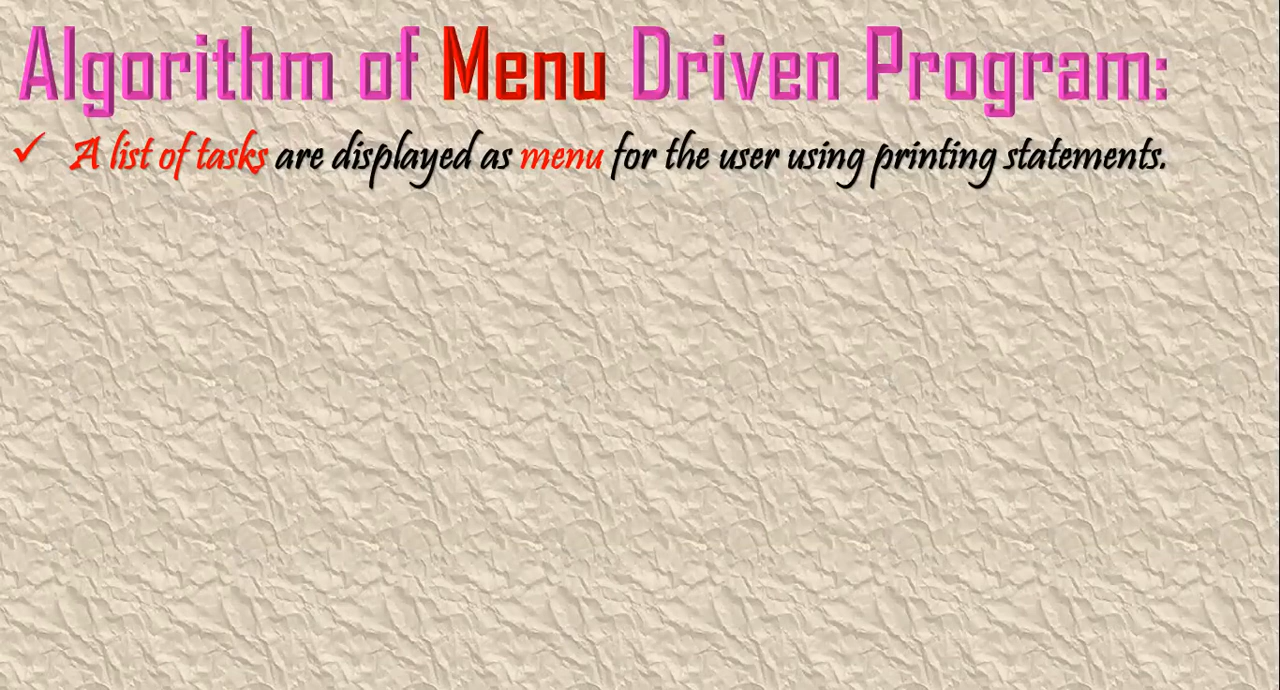 Algorithm of Menu Driven Program:
✓ A list of tasks are displayed as menu for the user using printing statements.